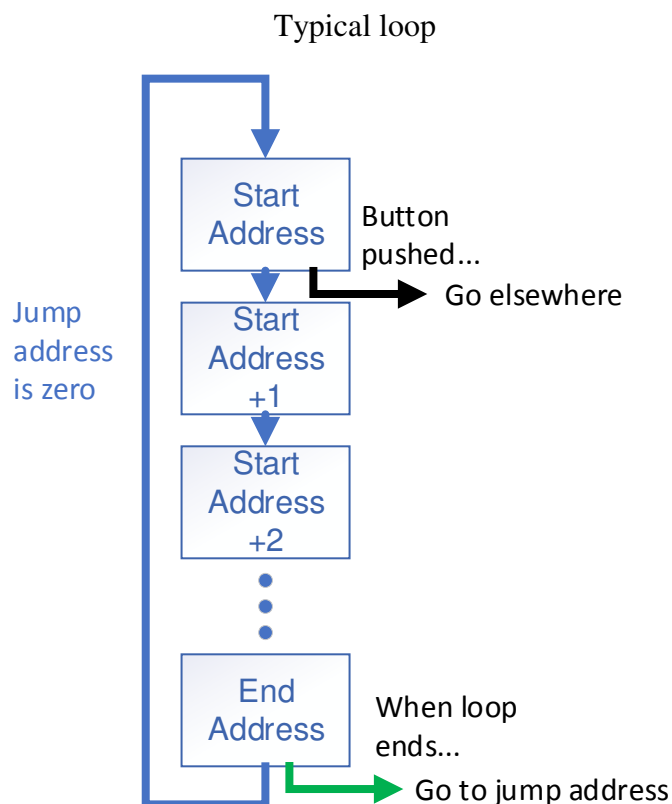 Typical loop
Start
Address
Button
pushed...
Go elsewhere
Jump
address
is zero
Start
Address
+1
Start
Address
+2
End
Address
When loop
ends...
Go to jump address